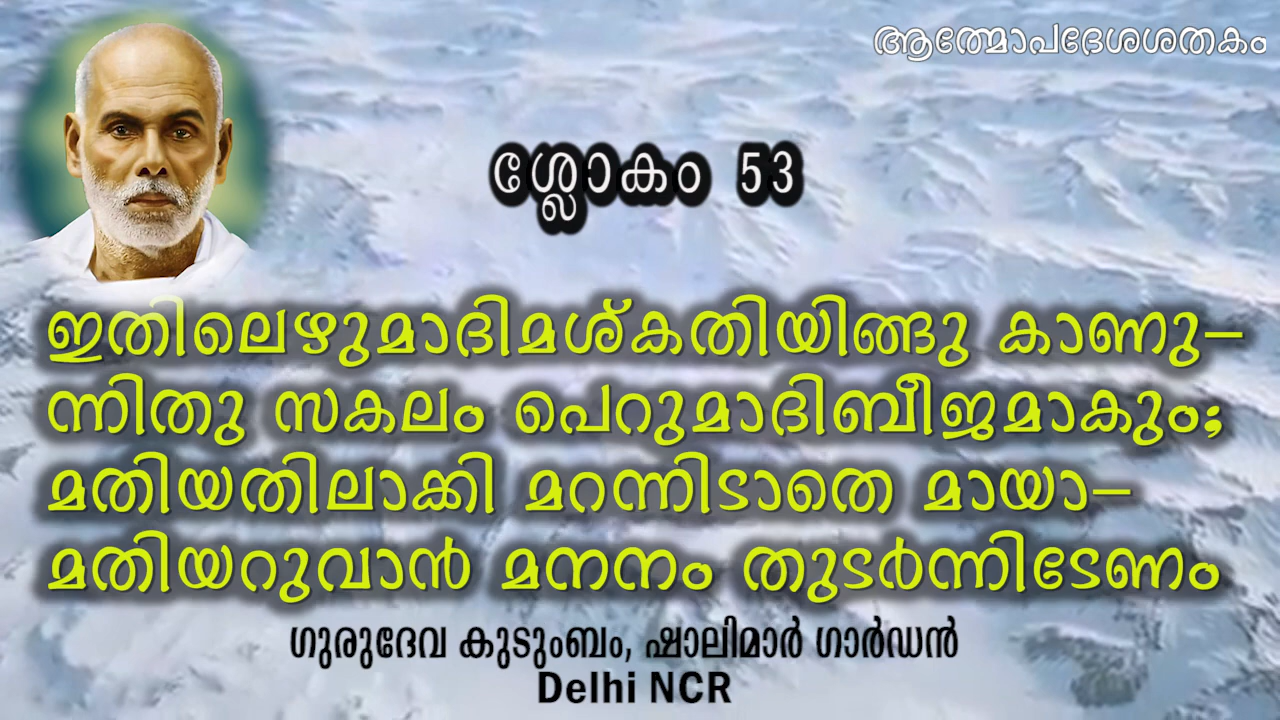 ആത്മോപദേശശതകം
ശ്ലോകം 53
ഇതിലെഴുമാദിമശ്കതിയിങ്ങു കാണു–
ന്നിതു സകലം പെറുമാദിബീജമാകും;
മതിയതിലാക്കി മറന്നിടാതെ മായാ–
മതിയറുവാൻ മനനം തുടർന്നിടേണം
ഗുരുദേവ കുടുംബം, ഷാലിമാർ ഗാർഡൻ
Delhi NCR